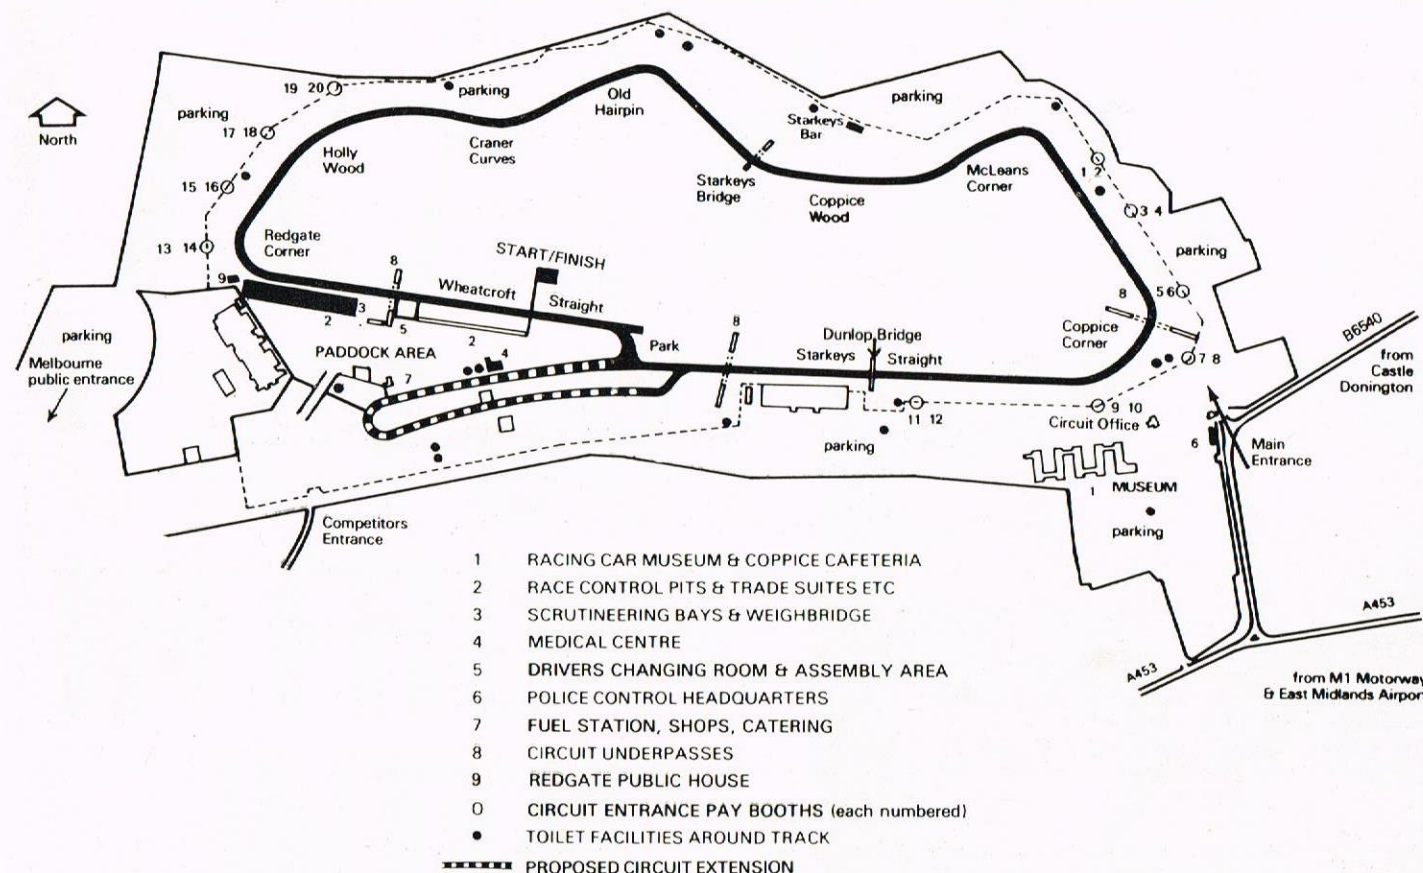 19 20
parking
parking
17 18
North
Holly
Wood
Craner
Curves
Old
Hairpin
parking
Starkeys
Bar
McLeans
Corner
1 2
15 16
Starkeys
Bridge
Coppice
Wood
3 4
13 14
Redgate
Corner
START/FINISH
parking
8
9
Wheatcroft
Straight
3
2
5
2
5 6
8
B6540
parking
Melbourne
public entrance
PADDOCK AREA
4
7
Park
8
Dunlop Bridge
Starkeys
Straight
Coppice
Corner
7 8
from
Castle
Donington
11 12
9 10
Circuit Office
parking
6
Main
Entrance
1
MUSEUM
parking
Competitors
Entrance
A453
A453
from M1 Motorway
& East Midlands Airport
1 RACING CAR MUSEUM & COPPICE CAFETERIA
2 RACE CONTROL PITS & TRADE SUITES ETC
3 SCRUTINEERING BAYS & WEIGHBRIDGE
4 MEDICAL CENTRE
5 DRIVERS CHANGING ROOM & ASSEMBLY AREA
6 POLICE CONTROL HEADQUARTERS
7 FUEL STATION, SHOPS, CATERING
8 CIRCUIT UNDERPASSES
9 REDGATE PUBLIC HOUSE
O CIRCUIT ENTRANCE PAY BOOTHS (each numbered)
● TOILET FACILITIES AROUND TRACK
PROPOSED CIRCUIT EXTENSION